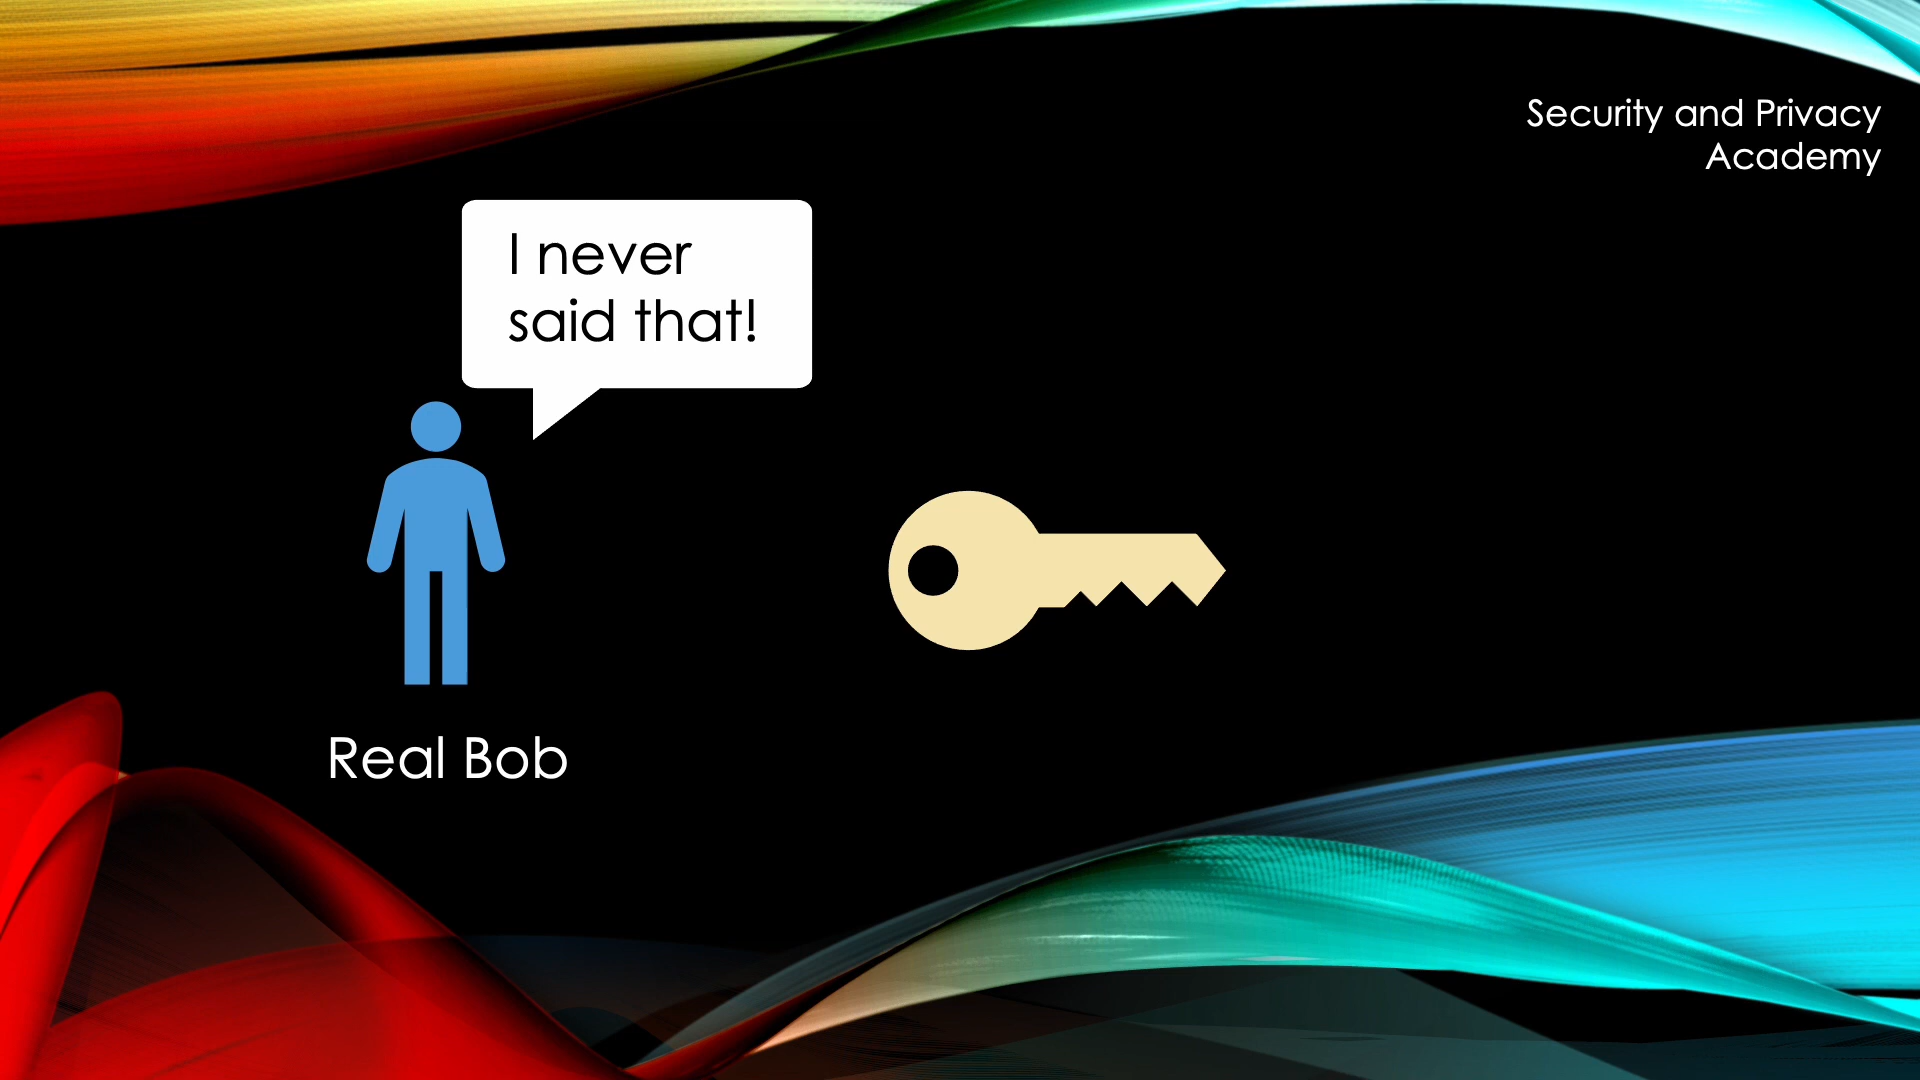 Security and Privacy
Academy
I never
said that!
Real Bob